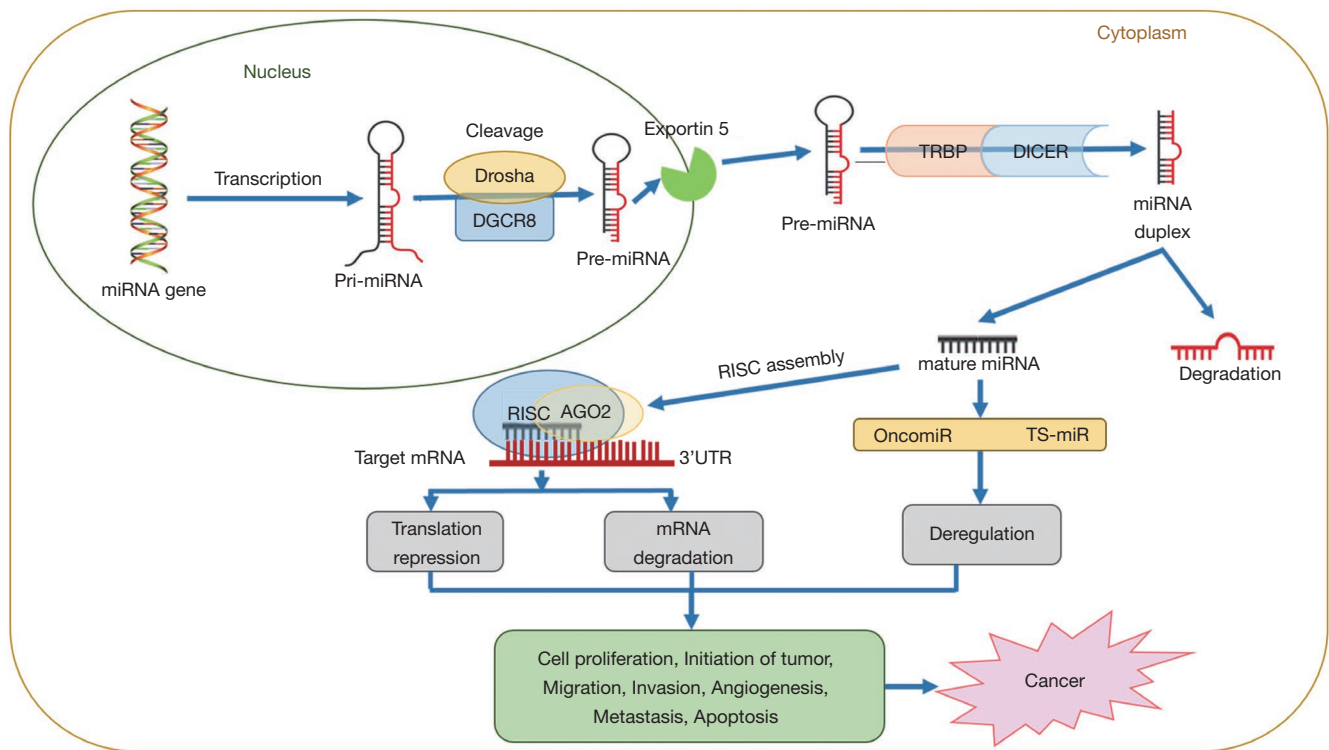 Cytoplasm
Nucleus
Cleavage
Exportin 5
Transcription
Drosha
DGCR8
TRBP
DICER
miRNA gene
Pri-miRNA
Pre-miRNA
Pre-miRNA
miRNA
duplex
RISC assembly
mature miRNA
Degradation
RISC
AGO2
Target mRNA
3’UTR
OncomiR
TS-miR
Translation
repression
mRNA
degradation
Deregulation
Cell proliferation, Initiation of tumor,
Migration, Invasion, Angiogenesis,
Metastasis, Apoptosis
Cancer